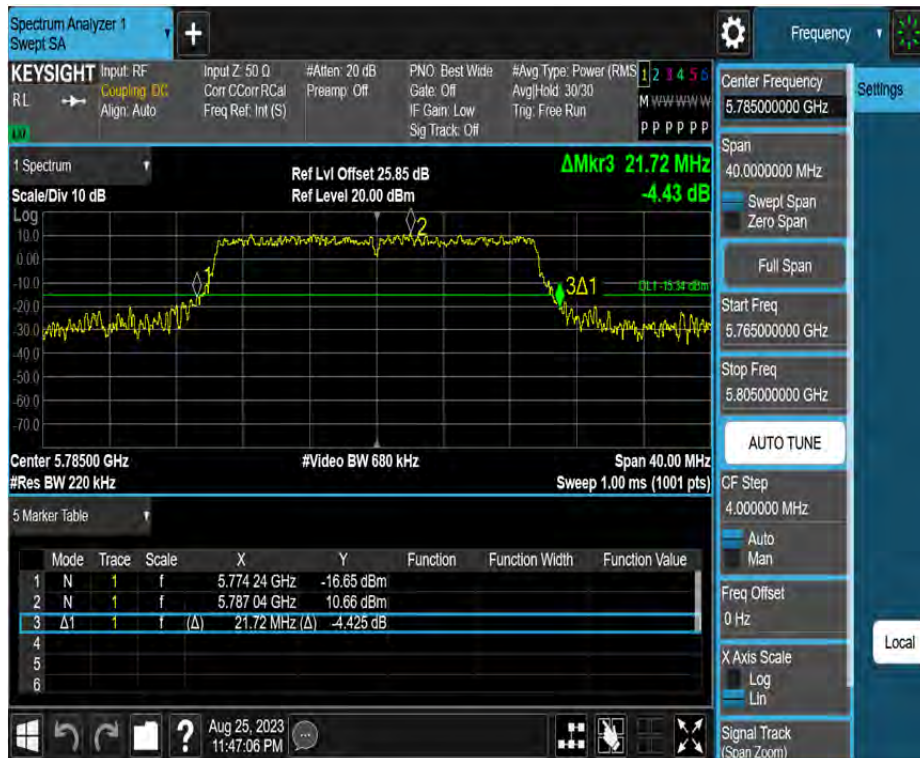 Spectrum Analyzer 1
Swept SA
+
Frequency
KEYSIGHT
RL
Input: RF
Coupling: DC
Align: Auto
Input Z: 50 Ω
Corr CCorr RCal
Freq Ref: Int (S)
#Atten: 20 dB
Preamp: Off
PNO: Best Wide
Gate: Off
IF Gain: Low
Sig Track: Off
#Avg Type: Power (RMS
Avg|Hold: 30/30
Trig: Free Run
1 2 3 4 5 6
M W W W W W
P P P P P P
1 Spectrum
Scale/Div 10 dB
Ref Lvl Offset 25.85 dB
Ref Level 20.00 dBm
ΔMkr3 21.72 MHz
-4.43 dB
Log
10.0
0.00
-10.0
-20.0
-30.0
-40.0
-50.0
-60.0
-70.0
1
2
3Δ1
DL1 -15.34 dBm
Center 5.78500 GHz
#Video BW 680 kHz
Span 40.00 MHz
#Res BW 220 kHz
Sweep 1.00 ms (1001 pts)
5 Marker Table
Mode Trace Scale X Y Function Function Width Function Value
1 N 1 f 5.774 24 GHz -16.65 dBm
2 N 1 f 5.787 04 GHz 10.66 dBm
3 Δ1 1 f (Δ) 21.72 MHz (Δ) -4.425 dB
4
5
6
?
Aug 25, 2023
11:47:06 PM
Center Frequency
5.785000000 GHz
Span
40.0000000 MHz
Swept Span
Zero Span
Full Span
Start Freq
5.765000000 GHz
Stop Freq
5.805000000 GHz
AUTO TUNE
CF Step
4.000000 MHz
Auto
Man
Freq Offset
0 Hz
X Axis Scale
Log
Lin
Signal Track
(Span Zoom)
Settings
Local